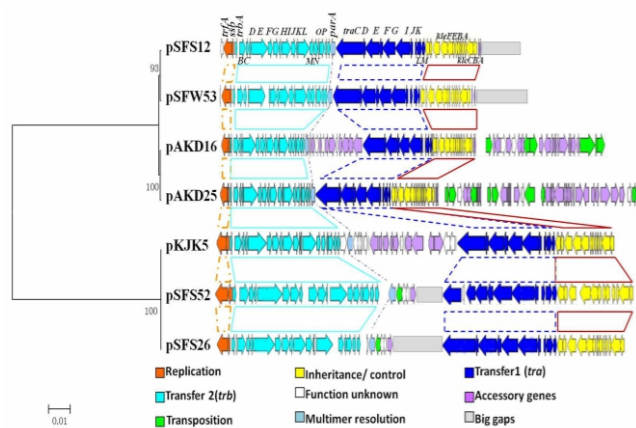 trfA ssb trbA D E FG HIJKL OP parA traC D E F G I JK kleFEBA
pSFS12
BC MN LM klcCBA
93
pSFW53
pAKD16
100
pAKD25
pKJK5
pSFS52
100
pSFS26
Replication Inheritance/ control Transfer1 (tra)
Transfer 2(trb) Function unknown Accessory genes
Transposition Multimer resolution Big gaps
0.01